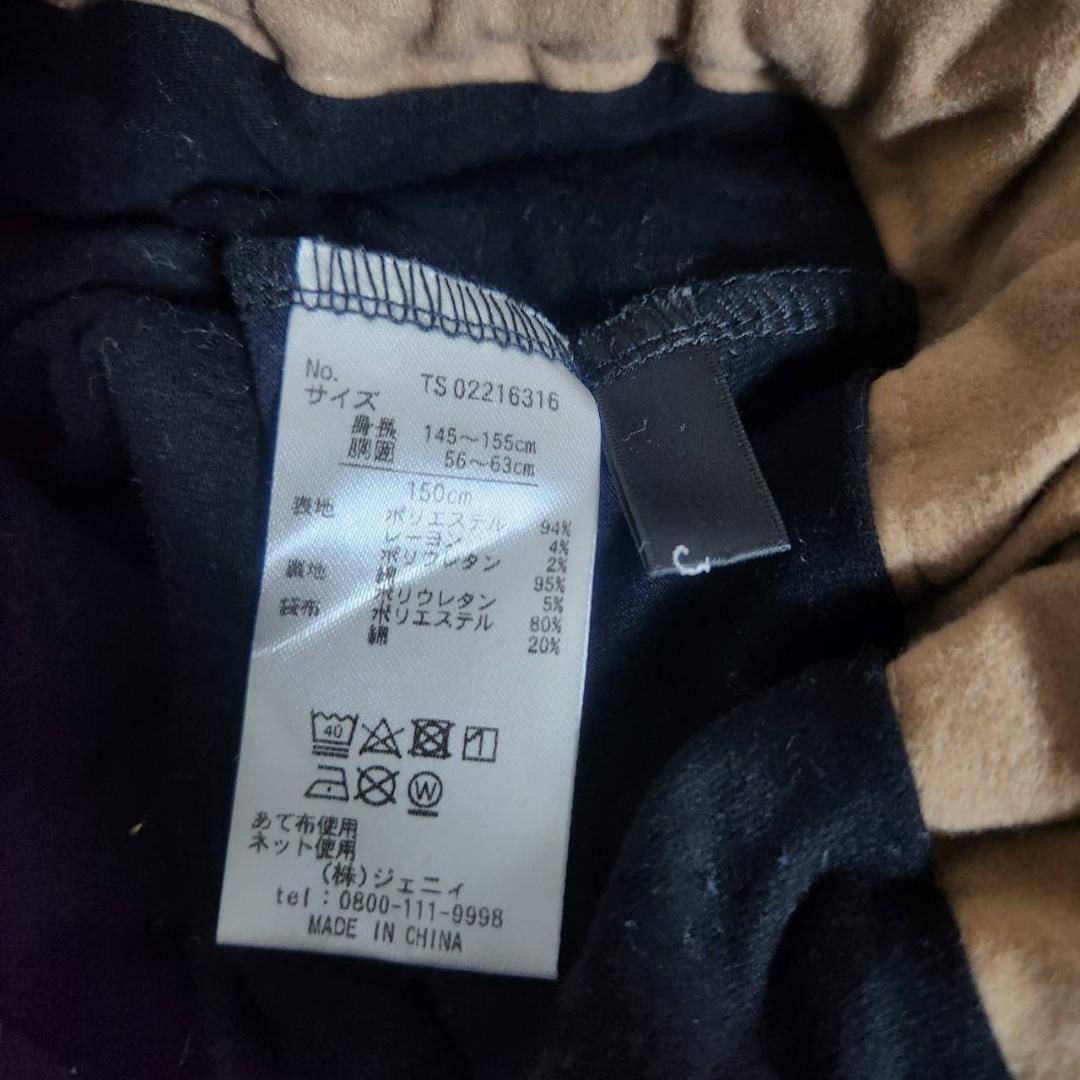 No. TS 02216316
サイズ
身長 145～155cm
胸囲 56～63cm
150cm
表地 ポリエステル 94%
レーヨン 4%
ポリウレタン 2%
裏地 綿 95%
ポリウレタン 5%
袋布 ポリエステル 80%
綿 20%
40
W
あて布使用
ネット使用
(株)ジェニィ
tel：0800-111-9998
MADE IN CHINA